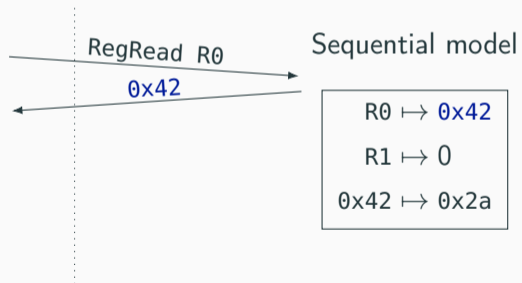 RegRead R0
0x42
Sequential model
R0 ↦ 0x42
R1 ↦ 0
0x42 ↦ 0x2a